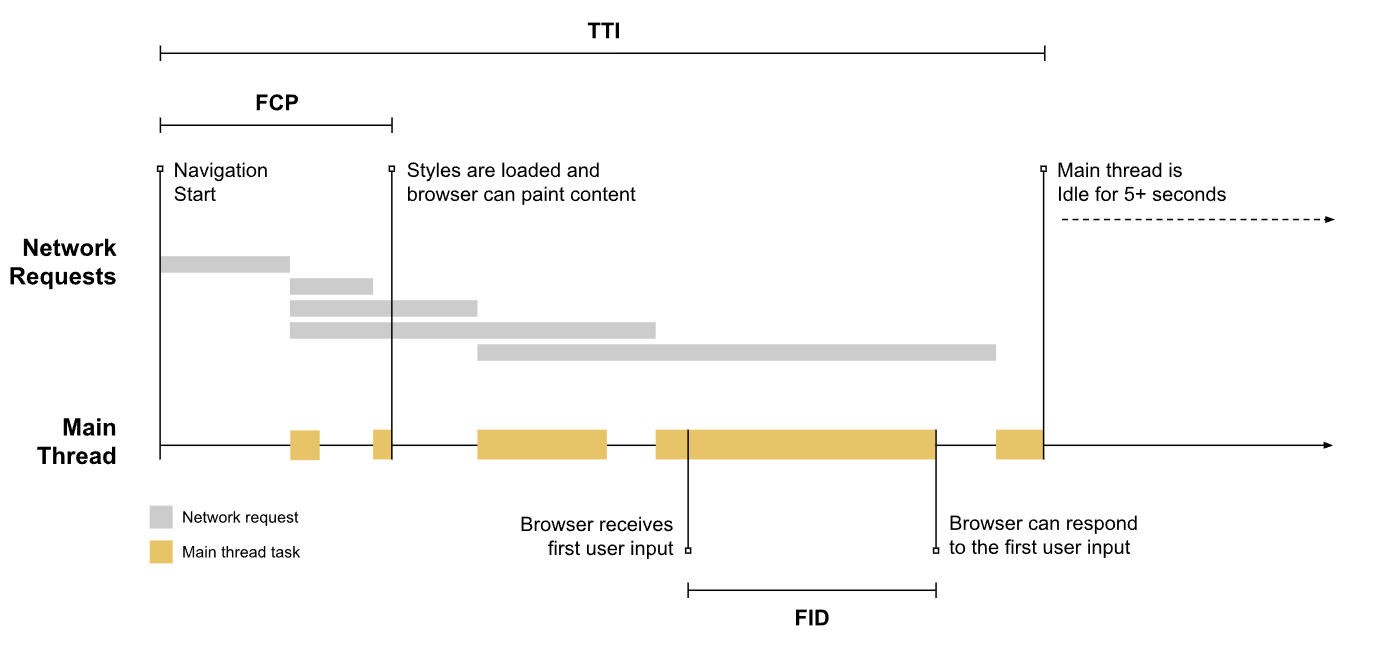 TTI
FCP
Navigation
Start
Styles are loaded and
browser can paint content
Main thread is
Idle for 5+ seconds
Network
Requests
Main
Thread
Network request
Main thread task
Browser receives
first user input
Browser can respond
to the first user input
FID